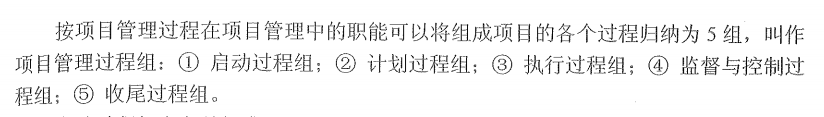 按项目管理过程在项目管理中的职能可以将组成项目的各个过程归纳为 5 组，叫作
项目管理过程组：① 启动过程组；② 计划过程组；③ 执行过程组；④ 监督与控制过
程组；⑤ 收尾过程组。